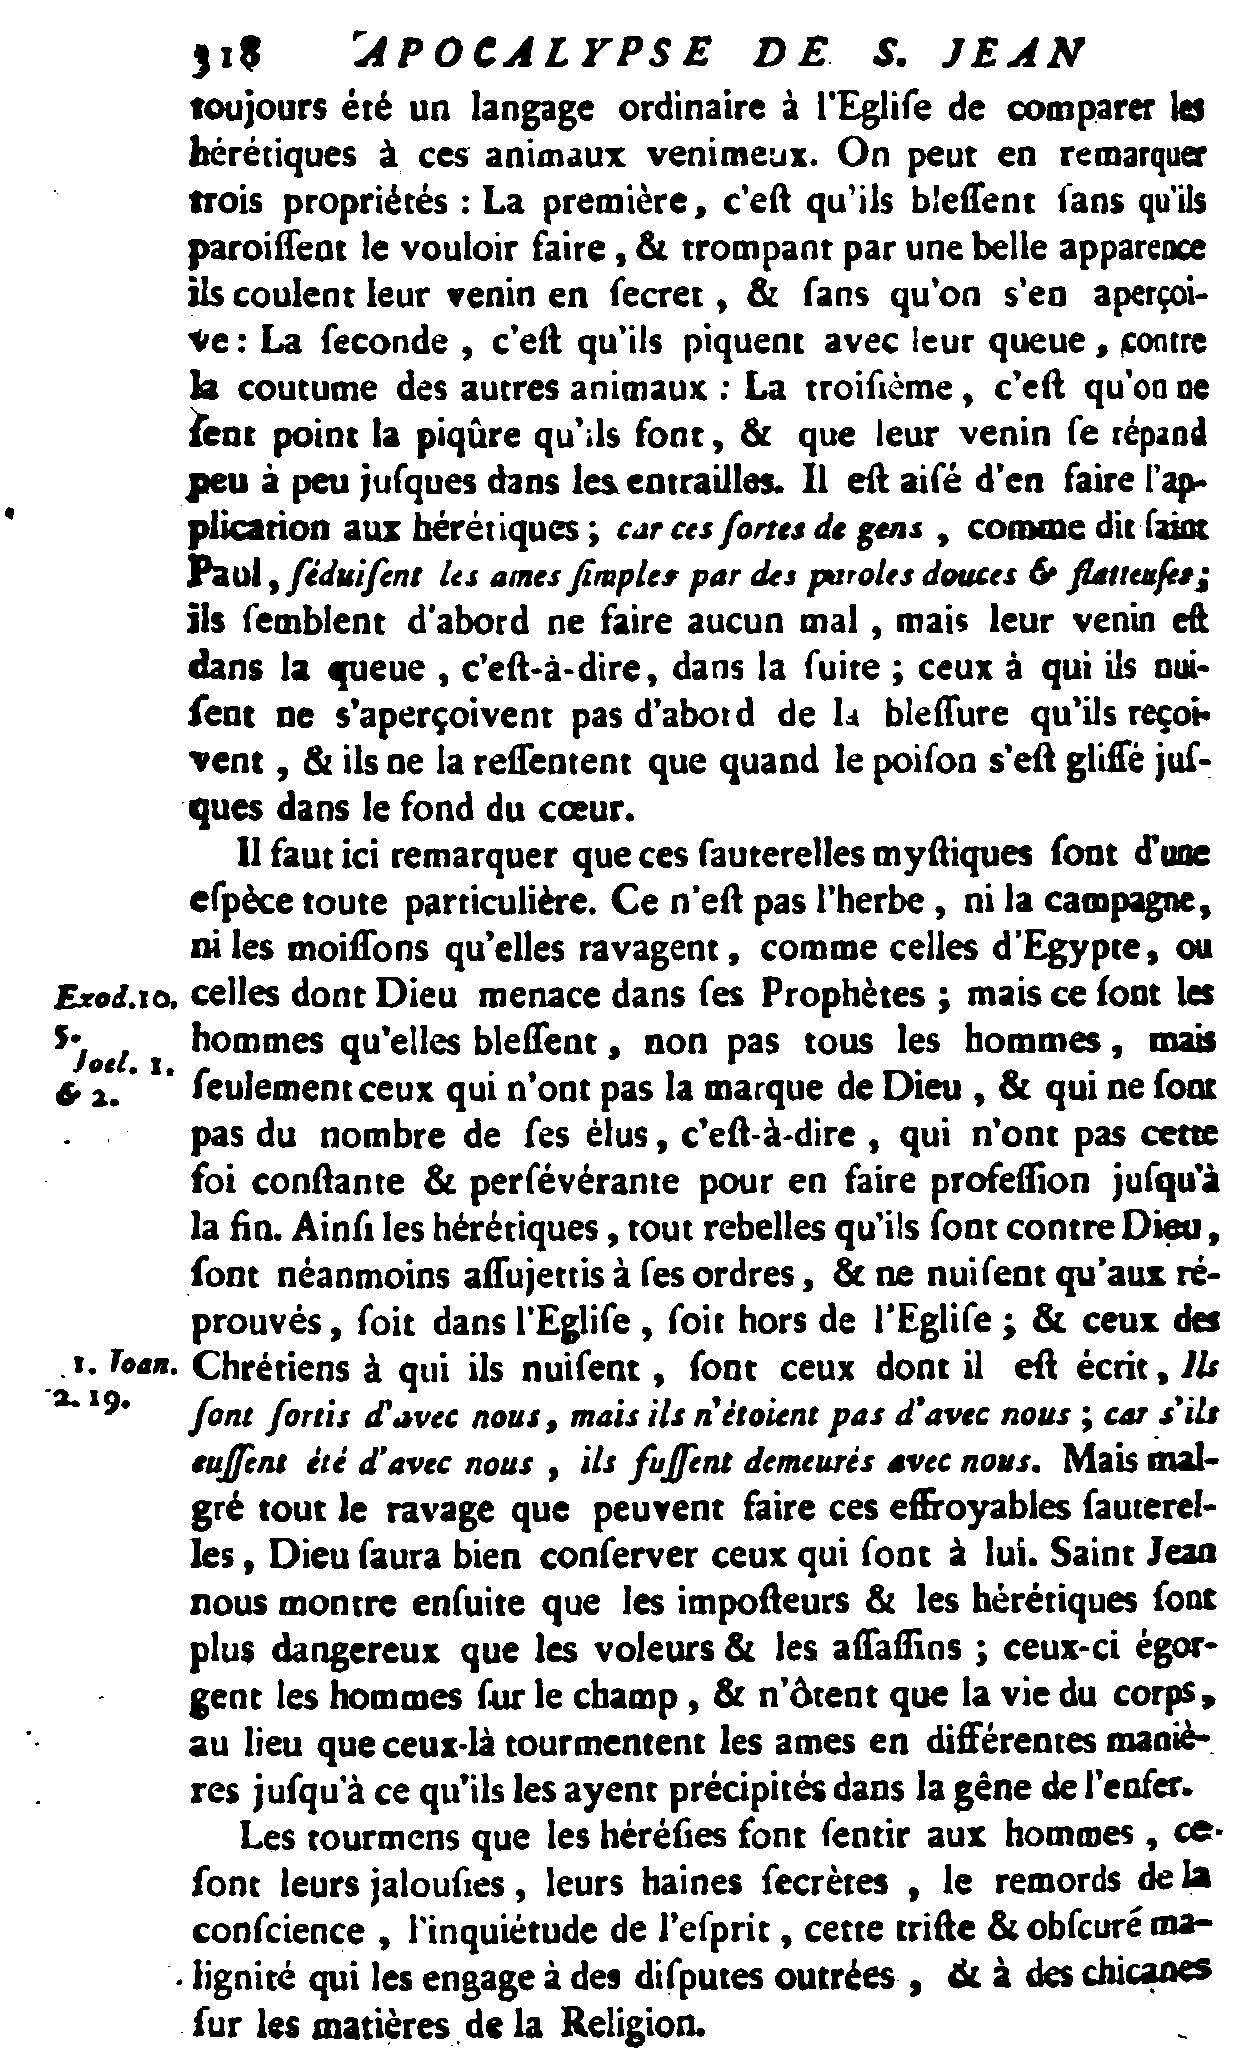 318 APOCALYPSE DE S. JEAN
toujours été un langage ordinaire à l'Egliſe de comparer les
hérétiques à ces animaux venimeux. On peut en remarquer
trois propriétés : La première, c'eſt qu'ils bleſſent ſans qu'ils
paroiſſent le vouloir faire, & trompant par une belle apparence
ils coulent leur venin en ſecret, & ſans qu'on s'en aperçoi-
ve : La ſeconde, c'eſt qu'ils piquent avec leur queue, contre
la coutume des autres animaux : La troiſième, c'eſt qu'on ne
ſent point la piqûre qu'ils font, & que leur venin ſe répand
peu à peu juſques dans les entrailles. Il eſt aiſé d'en faire l'ap-
plication aux hérétiques ; car ces ſortes de gens, comme dit ſaint
Paul, ſéduiſent les ames ſimples par des paroles douces & flatteuſes ;
ils ſemblent d'abord ne faire aucun mal, mais leur venin eſt
dans la queue, c'eſt-à-dire, dans la ſuite ; ceux à qui ils nui-
ſent ne s'aperçoivent pas d'abord de la bleſſure qu'ils reçoi-
vent, & ils ne la reſſentent que quand le poiſon s'eſt gliſſé juſ-
ques dans le fond du cœur.
Il faut ici remarquer que ces ſauterelles myſtiques ſont d'une
eſpèce toute particulière. Ce n'eſt pas l'herbe, ni la campagne,
ni les moiſſons qu'elles ravagent, comme celles d'Egypte, ou
Exod. 10. celles dont Dieu menace dans ſes Prophètes ; mais ce ſont les
5. hommes qu'elles bleſſent, non pas tous les hommes, mais
Joel. 1.
& 2. ſeulement ceux qui n'ont pas la marque de Dieu, & qui ne ſont
pas du nombre de ſes élus, c'eſt-à-dire, qui n'ont pas cette
foi conſtante & perſévérante pour en faire profeſſion juſqu'à
la fin. Ainſi les hérétiques, tout rebelles qu'ils ſont contre Dieu,
ſont néanmoins aſſujettis à ſes ordres, & ne nuiſent qu'aux ré-
prouvés, ſoit dans l'Egliſe, ſoit hors de l'Egliſe ; & ceux des
1. Joan. Chrétiens à qui ils nuiſent, ſont ceux dont il eſt écrit, Ils
2. 19. ſont ſortis d'avec nous, mais ils n'étoient pas d'avec nous ; car s'ils
euſſent été d'avec nous, ils fuſſent demeurés avec nous. Mais mal-
gré tout le ravage que peuvent faire ces effroyables ſauterel-
les, Dieu ſaura bien conſerver ceux qui ſont à lui. Saint Jean
nous montre enſuite que les impoſteurs & les hérétiques ſont
plus dangereux que les voleurs & les aſſaſſins ; ceux-ci égor-
gent les hommes ſur le champ, & n'ôtent que la vie du corps,
au lieu que ceux-là tourmentent les ames en différentes maniè-
res juſqu'à ce qu'ils les ayent précipités dans la gêne de l'enfer.
Les tourmens que les héréſies font ſentir aux hommes, ce
ſont leurs jalouſies, leurs haines ſecrètes, le remords de la
conſcience, l'inquiétude de l'eſprit, cette triſte & obſcure ma-
lignité qui les engage à des diſputes outrées, & à des chicanes
ſur les matières de la Religion.